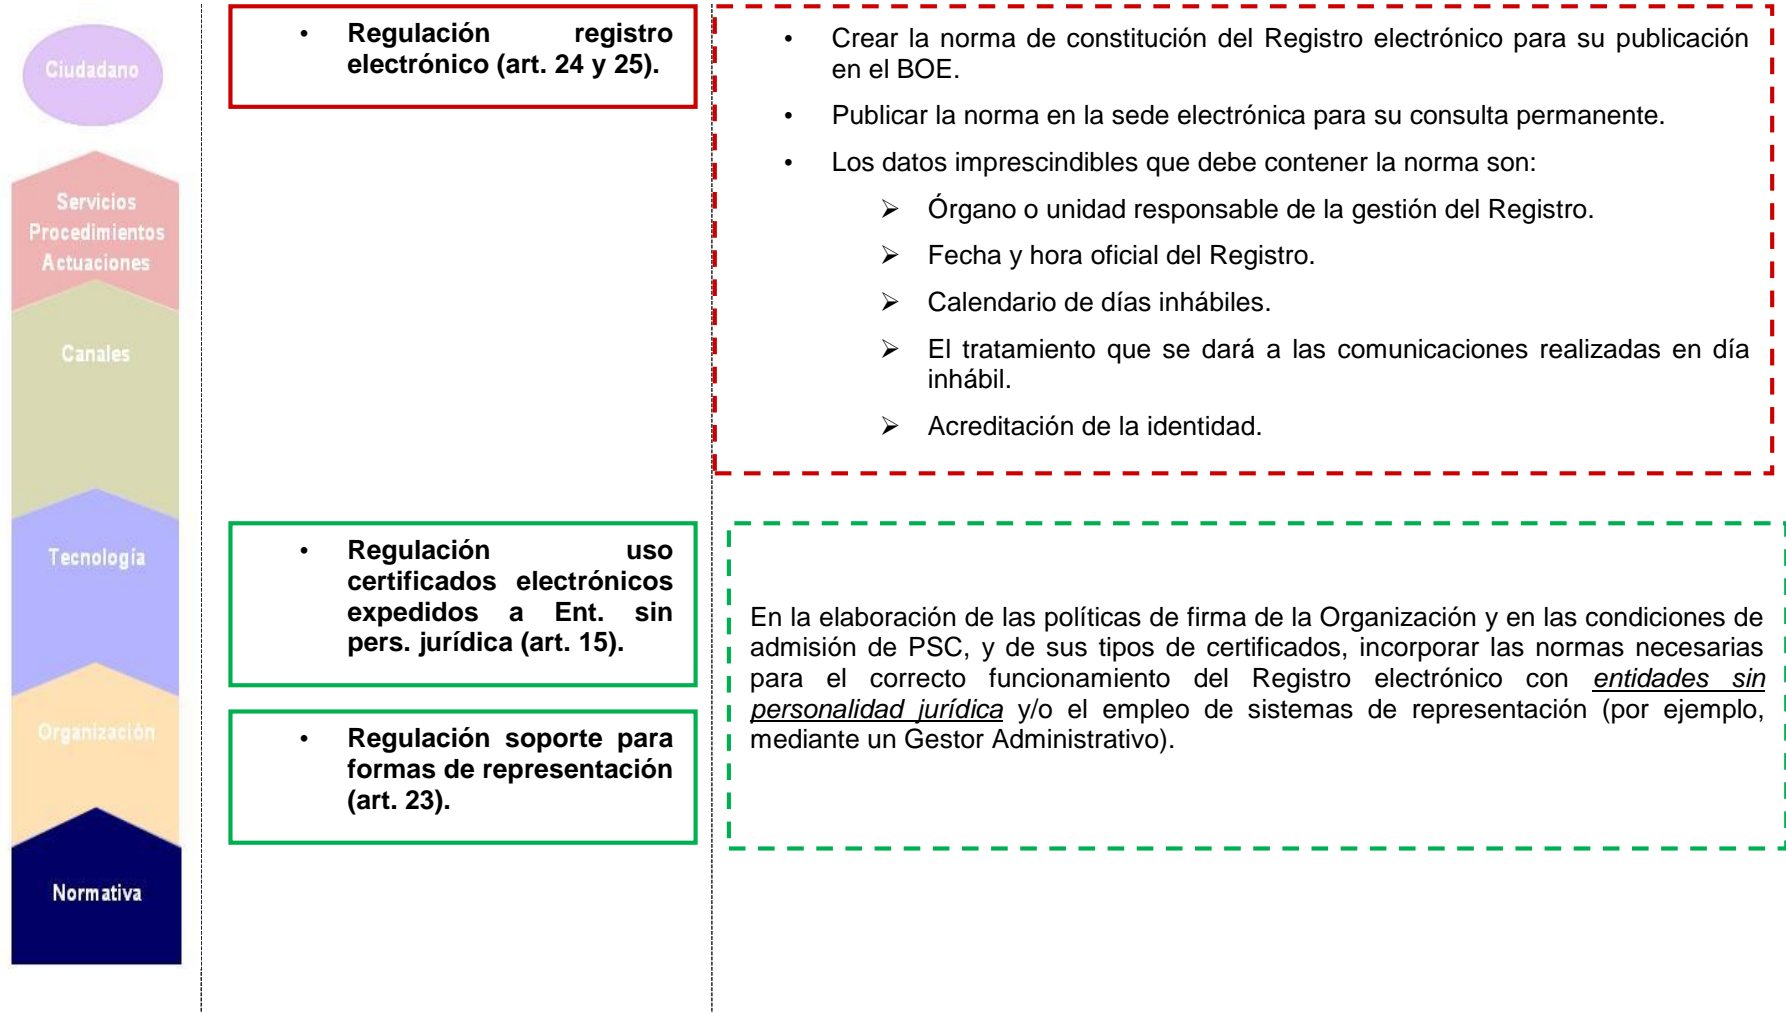 Ciudadano
Servicios
Procedimientos
Actuaciones
Canales
Tecnología
Organización
Normativa
• Regulación registro
electrónico (art. 24 y 25).
• Crear la norma de constitución del Registro electrónico para su publicación
en el BOE.
• Publicar la norma en la sede electrónica para su consulta permanente.
• Los datos imprescindibles que debe contener la norma son:
➢ Órgano o unidad responsable de la gestión del Registro.
➢ Fecha y hora oficial del Registro.
➢ Calendario de días inhábiles.
➢ El tratamiento que se dará a las comunicaciones realizadas en día
inhábil.
➢ Acreditación de la identidad.
• Regulación uso
certificados electrónicos
expedidos a Ent. sin
pers. jurídica (art. 15).
• Regulación soporte para
formas de representación
(art. 23).
En la elaboración de las políticas de firma de la Organización y en las condiciones de
admisión de PSC, y de sus tipos de certificados, incorporar las normas necesarias
para el correcto funcionamiento del Registro electrónico con entidades sin
personalidad jurídica y/o el empleo de sistemas de representación (por ejemplo,
mediante un Gestor Administrativo).